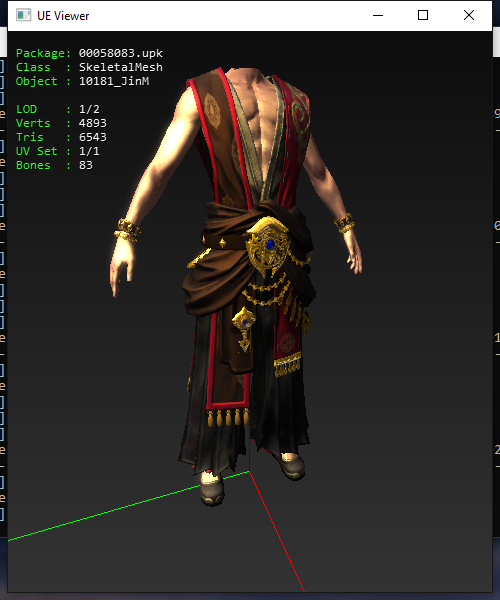 UE Viewer
Package: 00058083.upk
Class  : SkeletalMesh
Object : 10181_JinM
LOD    : 1/2
Verts  : 4893
Tris   : 6543
UV Set : 1/1
Bones  : 83